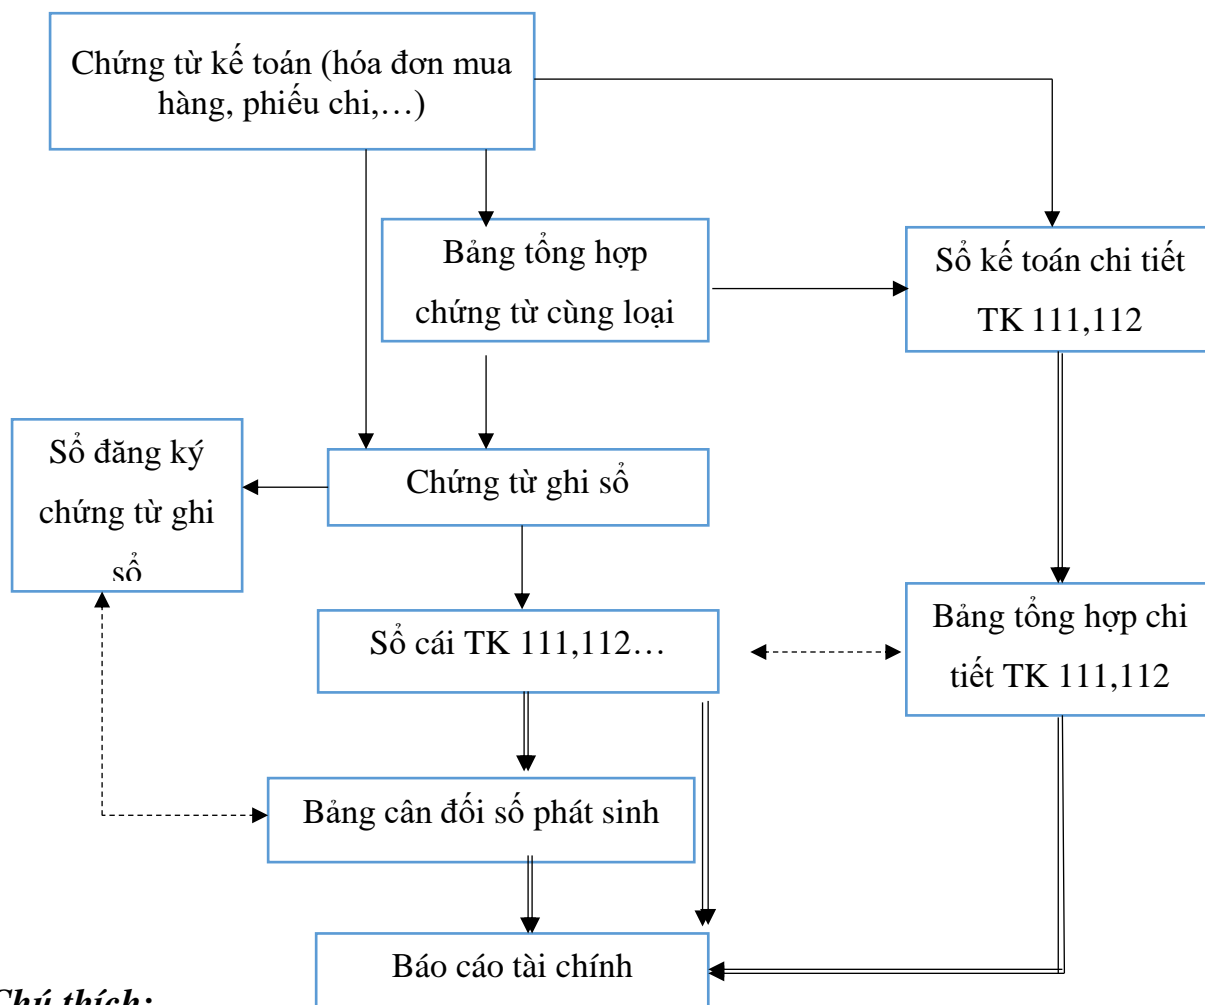 Chứng từ kế toán (hóa đơn mua
hàng, phiếu chi,…)
Bảng tổng hợp
chứng từ cùng loại
Sổ kế toán chi tiết
TK 111,112
Sổ đăng ký
chứng từ ghi
sổ
Chứng từ ghi sổ
Sổ cái TK 111,112…
Bảng tổng hợp chi
tiết TK 111,112
Bảng cân đối số phát sinh
Báo cáo tài chính
Chú thích: